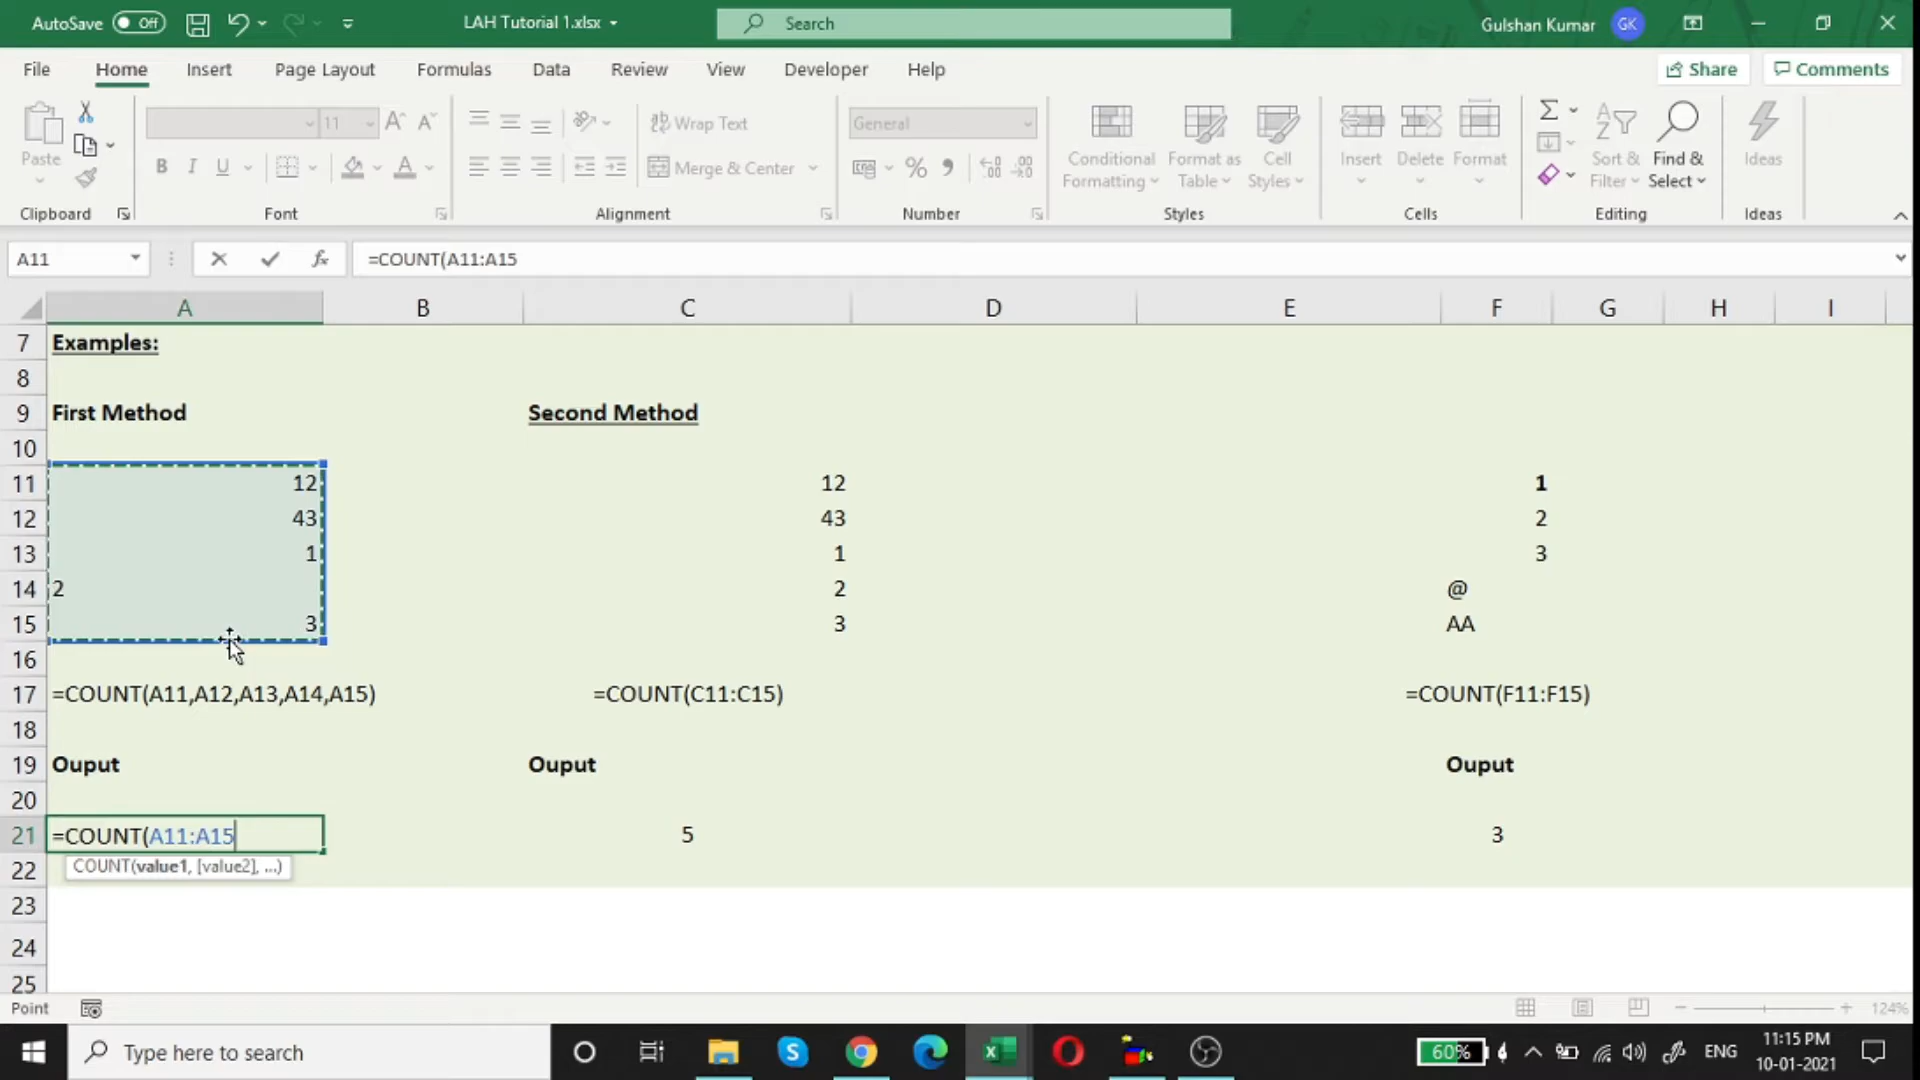 AutoSave Off LAH Tutorial 1.xlsx Search Gulshan Kumar GK
File Home Insert Page Layout Formulas Data Review View Developer Help Share Comments
Paste 11 A A Wrap Text General Conditional Formatting Format as Table Cell Styles Insert Delete Format Sort & Filter Find & Select Ideas
B I U A Merge & Center %
Clipboard Font Alignment Number Styles Cells Editing Ideas
A11 fx =COUNT(A11:A15
A B C D E F G H I
7 Examples:
8
9 First Method Second Method
10
11 12 12 1
12 43 43 2
13 1 1 3
14 2 2 @
15 3 3 AA
16
17 =COUNT(A11,A12,A13,A14,A15) =COUNT(C11:C15) =COUNT(F11:F15)
18
19 Ouput Ouput Ouput
20
21 =COUNT(A11:A15 5 3
22 COUNT(value1, [value2], ...)
23
24
25
Point 124%
Type here to search 60% ENG 11:15 PM
10-01-2021